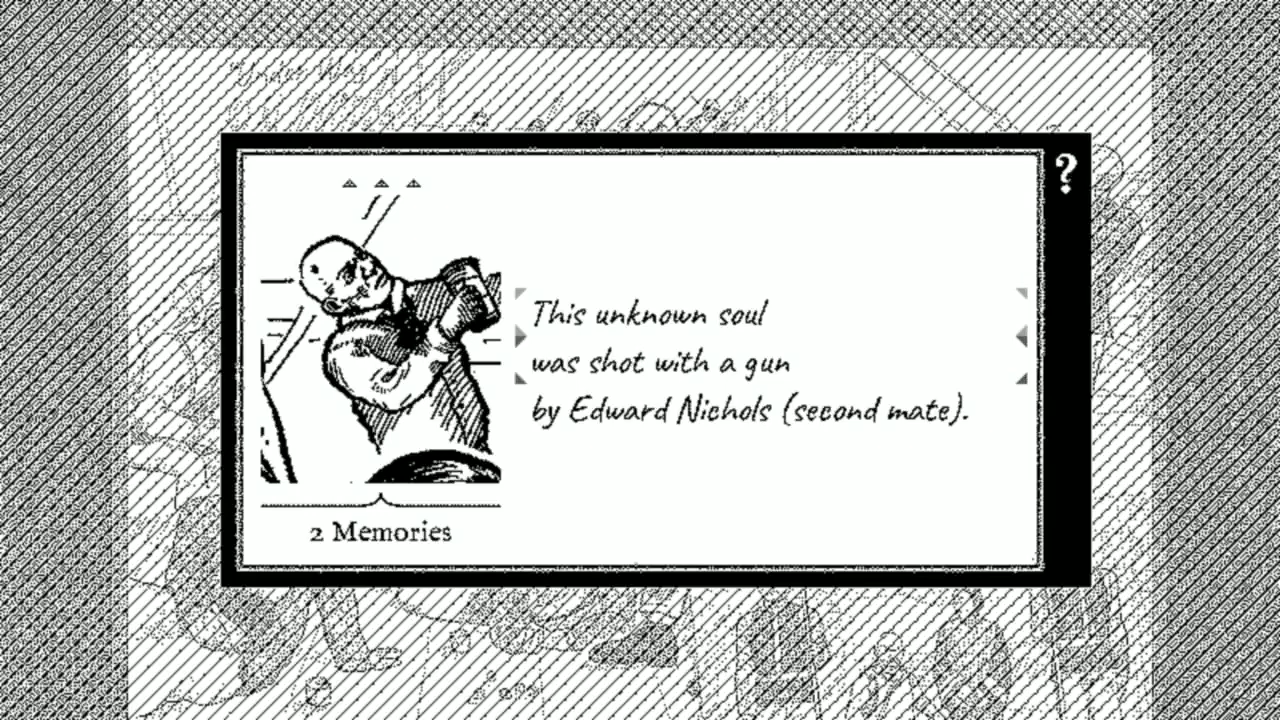 ?
This unknown soul
was shot with a gun
by Edward Nichols (second mate).
2 Memories